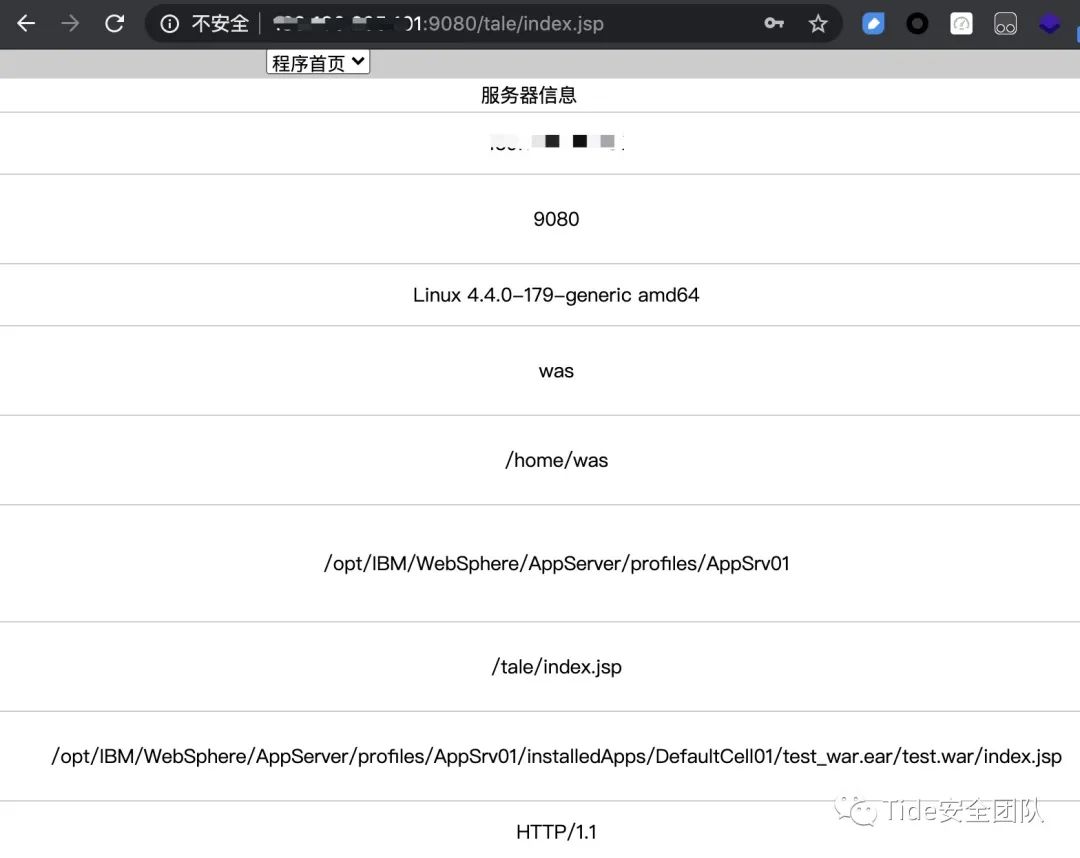 不安全
01:9080/tale/index.jsp
程序首页
服务器信息
9080
Linux 4.4.0-179-generic amd64
was
/home/was
/opt/IBM/WebSphere/AppServer/profiles/AppSrv01
/tale/index.jsp
/opt/IBM/WebSphere/AppServer/profiles/AppSrv01/installedApps/DefaultCell01/test_war.ear/test.war/index.jsp
Tide安全团队
HTTP/1.1